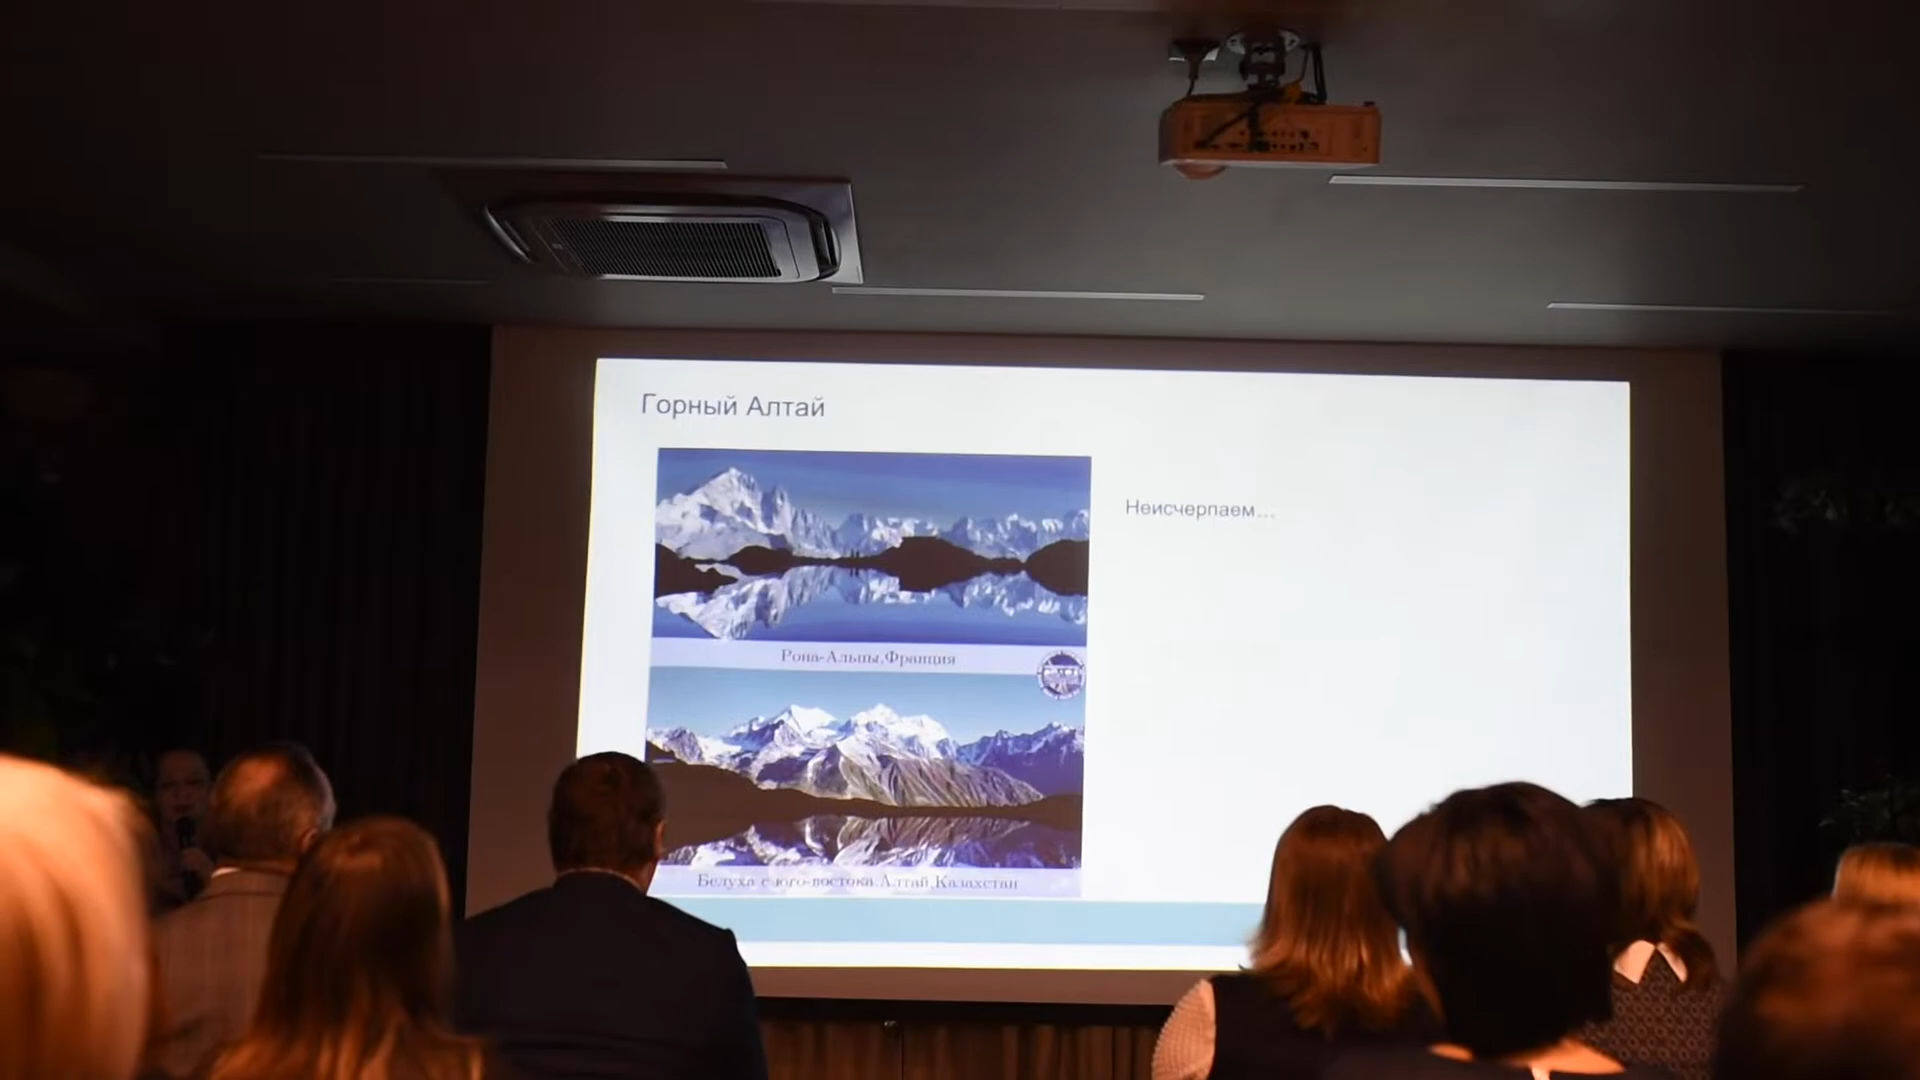 Горный Алтай
Неисчерпаем...
Рона-Альпы,Франция
Белуха с юго-востока.Алтай,Казахстан